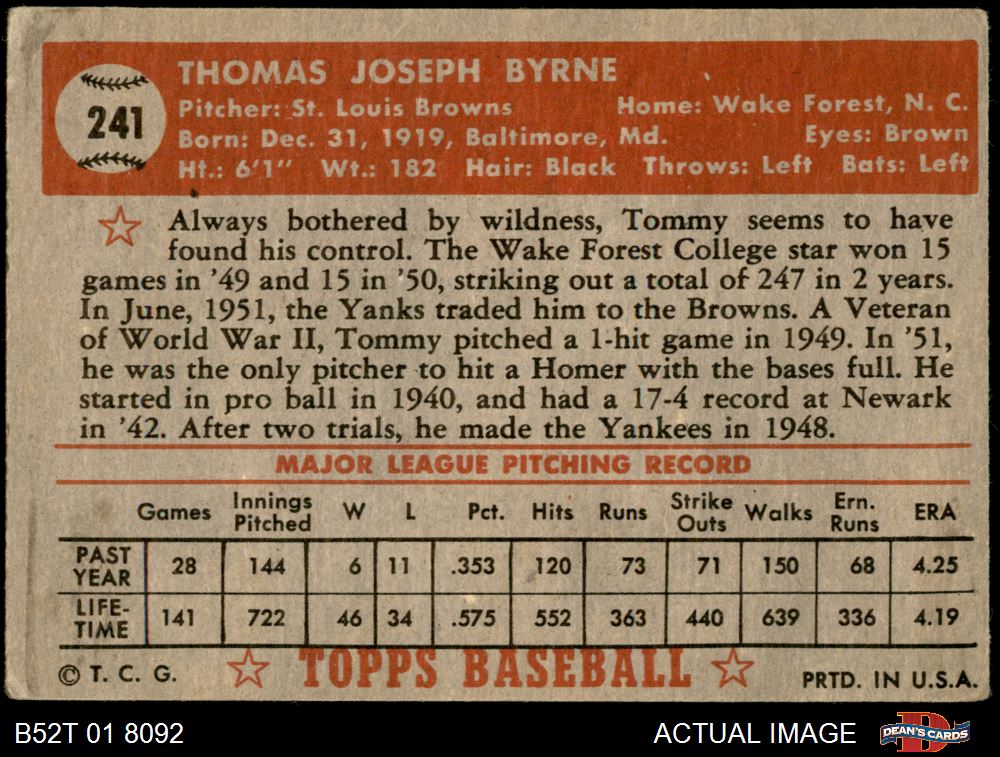 241
THOMAS JOSEPH BYRNE
Pitcher: St. Louis Browns Home: Wake Forest, N. C.
Born: Dec. 31, 1919, Baltimore, Md. Eyes: Brown
Ht.: 6'1" Wt.: 182 Hair: Black Throws: Left Bats: Left
Always bothered by wildness, Tommy seems to have
found his control. The Wake Forest College star won 15
games in '49 and 15 in '50, striking out a total of 247 in 2 years.
In June, 1951, the Yanks traded him to the Browns. A Veteran
of World War II, Tommy pitched a 1-hit game in 1949. In '51,
he was the only pitcher to hit a Homer with the bases full. He
started in pro ball in 1940, and had a 17-4 record at Newark
in '42. After two trials, he made the Yankees in 1948.
MAJOR LEAGUE PITCHING RECORD
Games Innings Pitched W L Pct. Hits Runs Strike Outs Walks Ern. Runs ERA
PAST YEAR 28 144 6 11 .353 120 73 71 150 68 4.25
LIFE-TIME 141 722 46 34 .575 552 363 440 639 336 4.19
© T. C. G. TOPPS BASEBALL PRTD. IN U.S.A.
B52T 01 8092 ACTUAL IMAGE DEAN'S CARDS